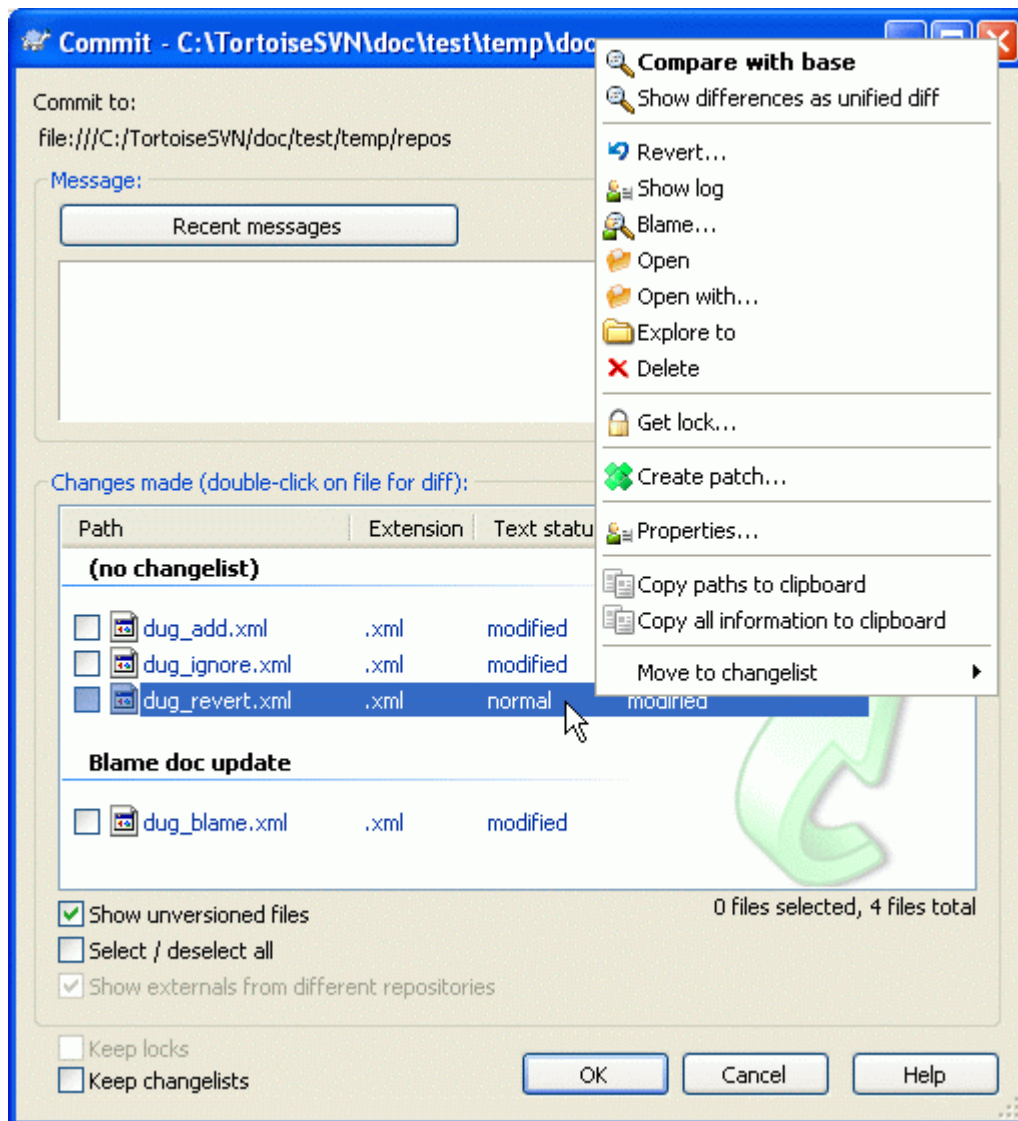 Commit - C:\TortoiseSVN\doc\test\temp\doc
Commit to:
file:///C:/TortoiseSVN/doc/test/temp/repos
Message:
Recent messages
Compare with base
Show differences as unified diff
Revert...
Show log
Blame...
Open
Open with...
Explore to
Delete
Get lock...
Create patch...
Properties...
Copy paths to clipboard
Copy all information to clipboard
Move to changelist
Changes made (double-click on file for diff):
Path Extension Text statu
(no changelist)
dug_add.xml .xml modified
dug_ignore.xml .xml modified
dug_revert.xml .xml normal modified
Blame doc update
dug_blame.xml .xml modified
Show unversioned files 0 files selected, 4 files total
Select / deselect all
Show externals from different repositories
Keep locks
Keep changelists
OK Cancel Help